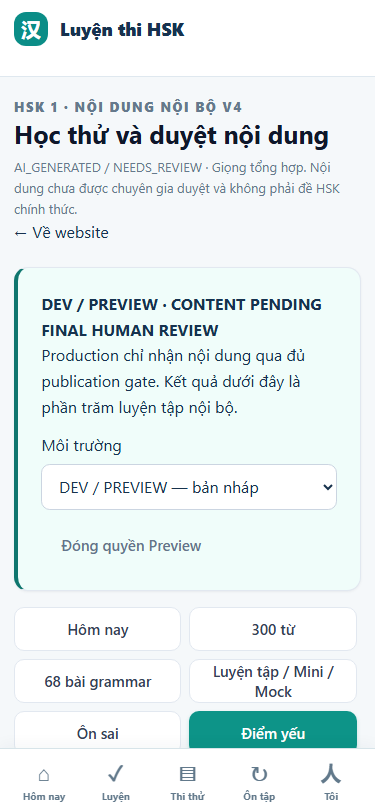 汉 Luyện thi HSK
HSK 1 · NỘI DUNG NỘI BỘ V4
Học thử và duyệt nội dung
AI_GENERATED / NEEDS_REVIEW · Giọng tổng hợp. Nội
dung chưa được chuyên gia duyệt và không phải đề HSK
chính thức.
← Về website
DEV / PREVIEW · CONTENT PENDING
FINAL HUMAN REVIEW
Production chỉ nhận nội dung qua đủ
publication gate. Kết quả dưới đây là
phần trăm luyện tập nội bộ.
Môi trường
DEV / PREVIEW — bản nháp
Đóng quyền Preview
Hôm nay
300 từ
68 bài grammar
Luyện tập / Mini /
Mock
Ôn sai
Điểm yếu
Hôm nay
Luyện
Thi thử
Ôn tập
人
Tôi